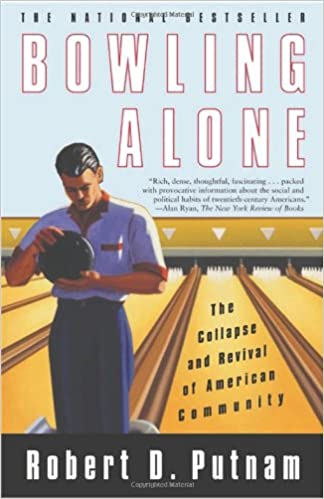 THE NATIONAL BESTSELLER
BOWLING
ALONE
"Rich, dense, thoughtful, fascinating . . . packed
with provocative information about the social and
political habits of twentieth-century Americans."
—Alan Ryan, The New York Review of Books
The
Collapse
and Revival
of American
Community
Robert D. Putnam